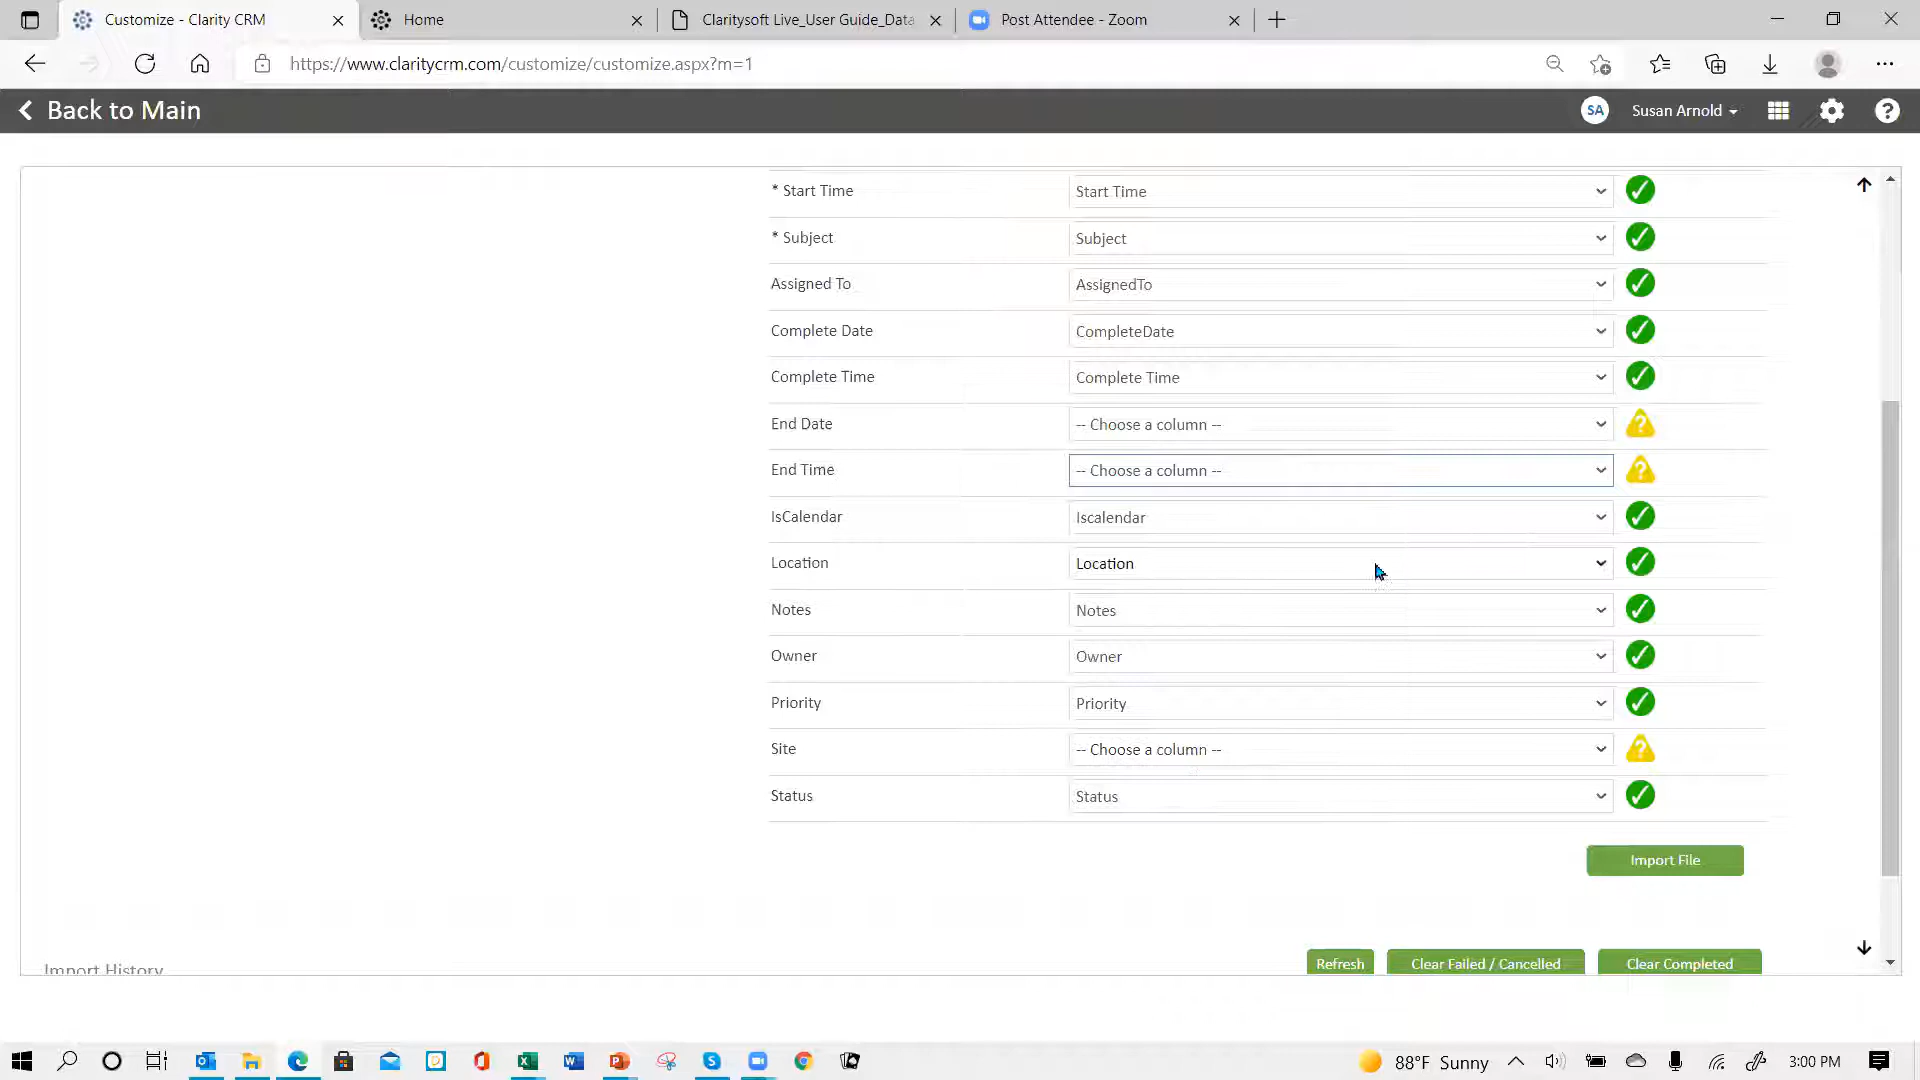 Customize - Clarity CRM
Home
Claritysoft Live_User Guide_Data
Post Attendee - Zoom
https://www.claritycrm.com/customize/customize.aspx?m=1
Back to Main
SA
Susan Arnold
* Start Time
Start Time
* Subject
Subject
Assigned To
AssignedTo
Complete Date
CompleteDate
Complete Time
Complete Time
End Date
-- Choose a column --
End Time
-- Choose a column --
IsCalendar
Iscalendar
Location
Location
Notes
Notes
Owner
Owner
Priority
Priority
Site
-- Choose a column --
Status
Status
Import File
Import History
Refresh
Clear Failed / Cancelled
Clear Completed
88°F Sunny
3:00 PM